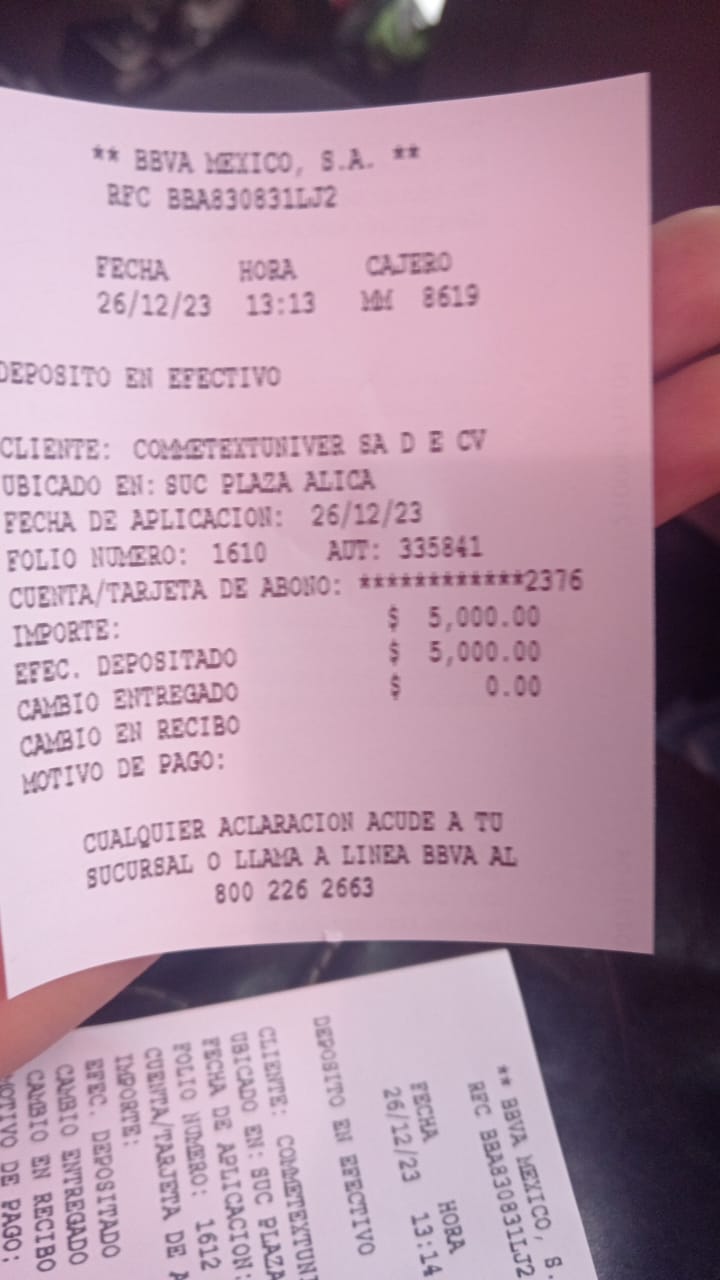 ** BBVA MEXICO, S.A. **
RFC BBA830831LJ2
FECHA HORA CAJERO
26/12/23 13:13 MM 8619
DEPOSITO EN EFECTIVO
CLIENTE: COMMETEXTUNIVER SA D E CV
UBICADO EN: SUC PLAZA ALICA
FECHA DE APLICACION: 26/12/23
FOLIO NUMERO: 1610 AUT: 335841
CUENTA/TARJETA DE ABONO: ************2376
IMPORTE: $ 5,000.00
EFEC. DEPOSITADO $ 5,000.00
CAMBIO ENTREGADO $ 0.00
CAMBIO EN RECIBO
MOTIVO DE PAGO:
CUALQUIER ACLARACION ACUDE A TU
SUCURSAL O LLAMA A LINEA BBVA AL
800 226 2663
** BBVA MEXICO, S.
RFC BBA830831LJ2
FECHA HORA
26/12/23 13:14
DEPOSITO EN EFECTIVO
CLIENTE: COMMETEXTUNI
UBICADO EN: SUC PLAZA
FECHA DE APLICACION:
FOLIO NUMERO: 1612
CUENTA/TARJETA DE A
IMPORTE:
EFEC. DEPOSITADO
CAMBIO ENTREGADO
CAMBIO EN RECIBO
MOTIVO DE PAGO: